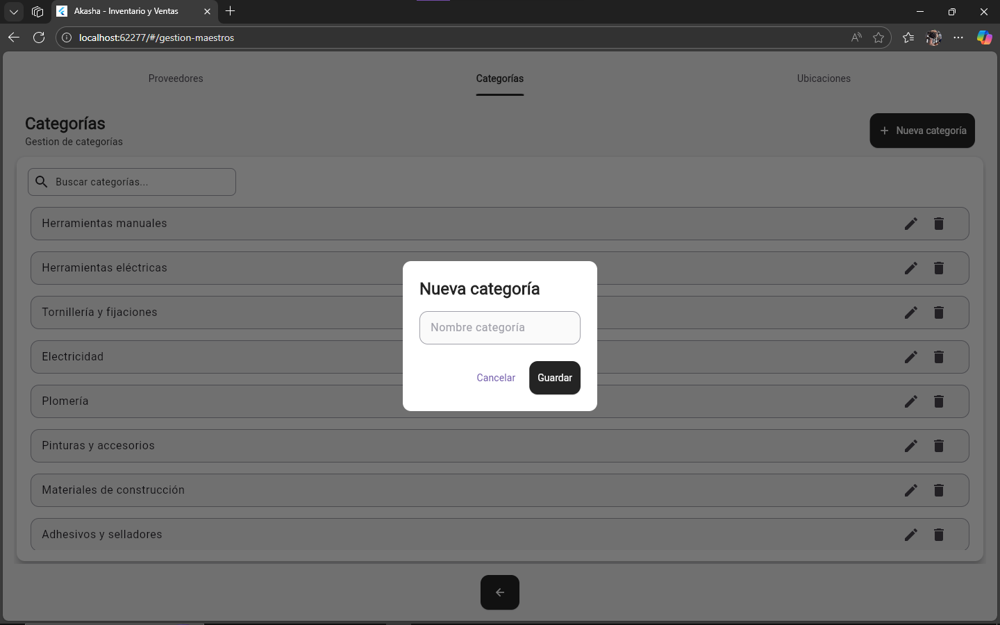 Akasha - Inventario y Ventas
localhost:62277/#/gestion-maestros
Proveedores
Categorías
Ubicaciones
Categorías
Gestion de categorías
Nueva categoría
Buscar categorías...
Herramientas manuales
Herramientas eléctricas
Tornillería y fijaciones
Electricidad
Plomería
Pinturas y accesorios
Materiales de construcción
Adhesivos y selladores
Nueva categoría
Nombre categoría
Cancelar
Guardar